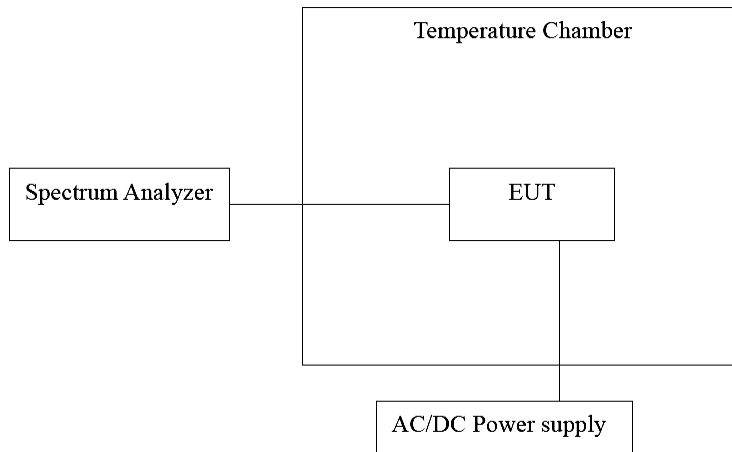 Temperature Chamber
Spectrum Analyzer
EUT
AC/DC Power supply